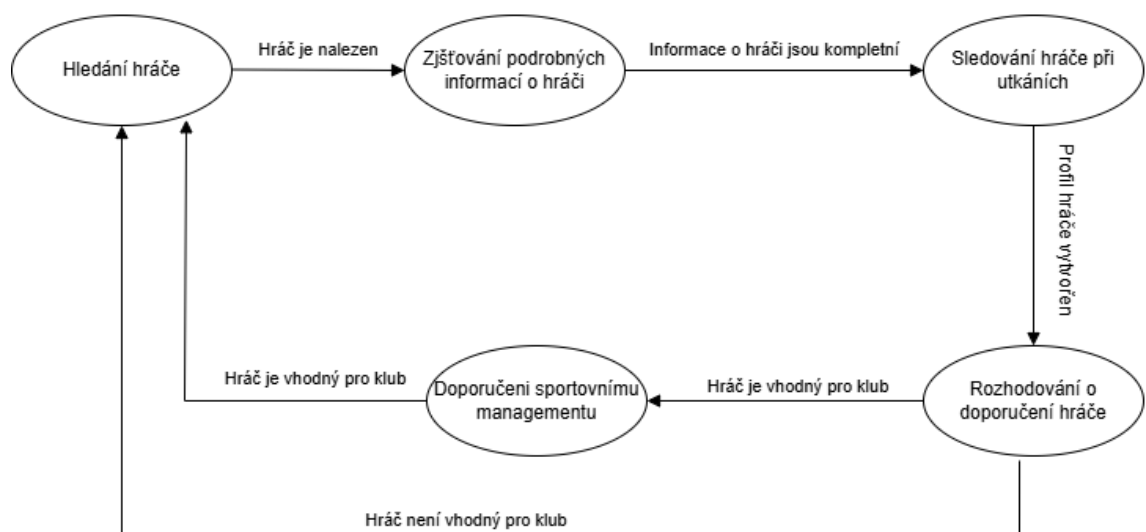 Hráč je nalezen
Informace o hráči jsou kompletní
Hledání hráče
Zjšťování podrobných
informací o hráči
Sledování hráče při
utkáních
Profil hráče vytvořen
Hráč je vhodný pro klub
Doporučeni sportovnímu
managementu
Hráč je vhodný pro klub
Rozhodování o
doporučení hráče
Hráč není vhodný pro klub